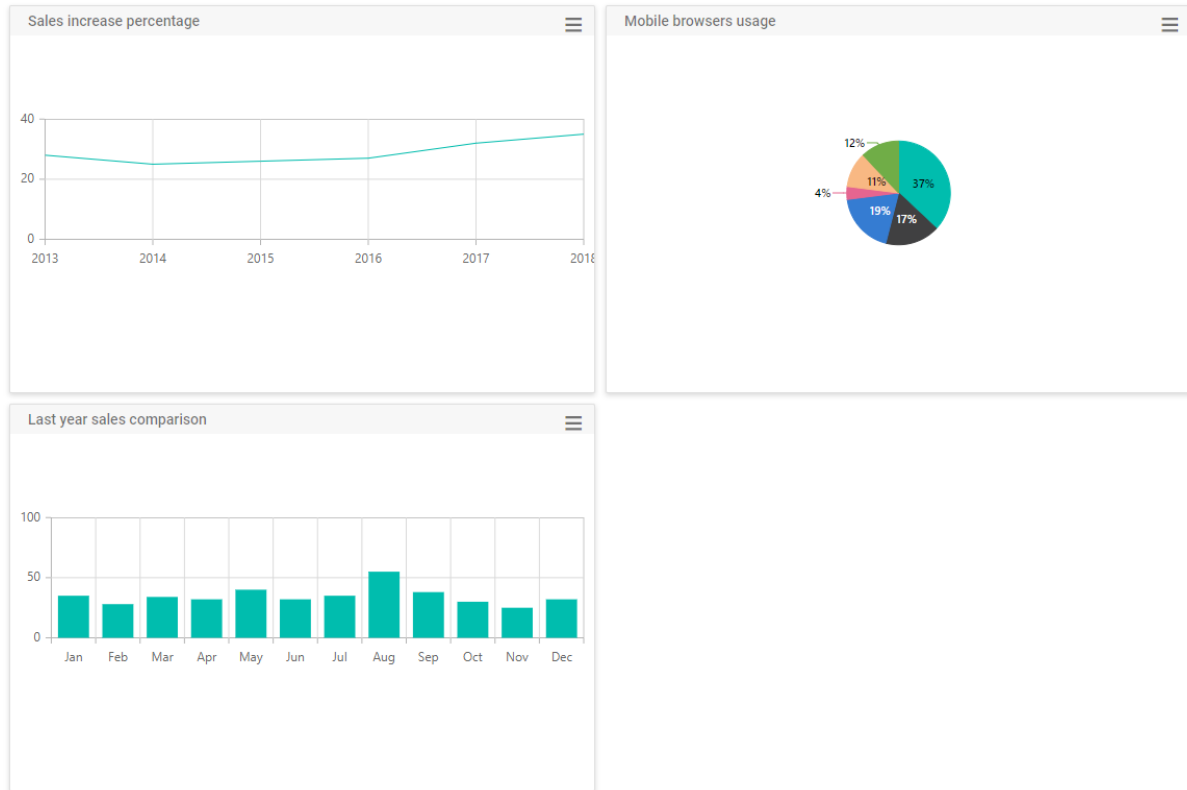 Sales increase percentage
40
20
0
2013 2014 2015 2016 2017 2018
Mobile browsers usage
12%
11% 37%
4%
19% 17%
Last year sales comparison
100
50
0
Jan Feb Mar Apr May Jun Jul Aug Sep Oct Nov Dec